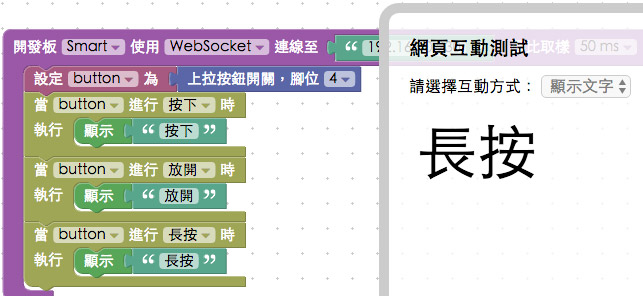 開發板 Smart 使用 WebSocket 連線至 “ 192.16
比取樣 50 ms
設定 button 為 上拉按鈕開關，腳位 4
當 button 進行 按下 時
執行 顯示 “ 按下 ”
當 button 進行 放開 時
執行 顯示 “ 放開 ”
當 button 進行 長按 時
執行 顯示 “ 長按 ”
網頁互動測試
請選擇互動方式： 顯示文字
長按